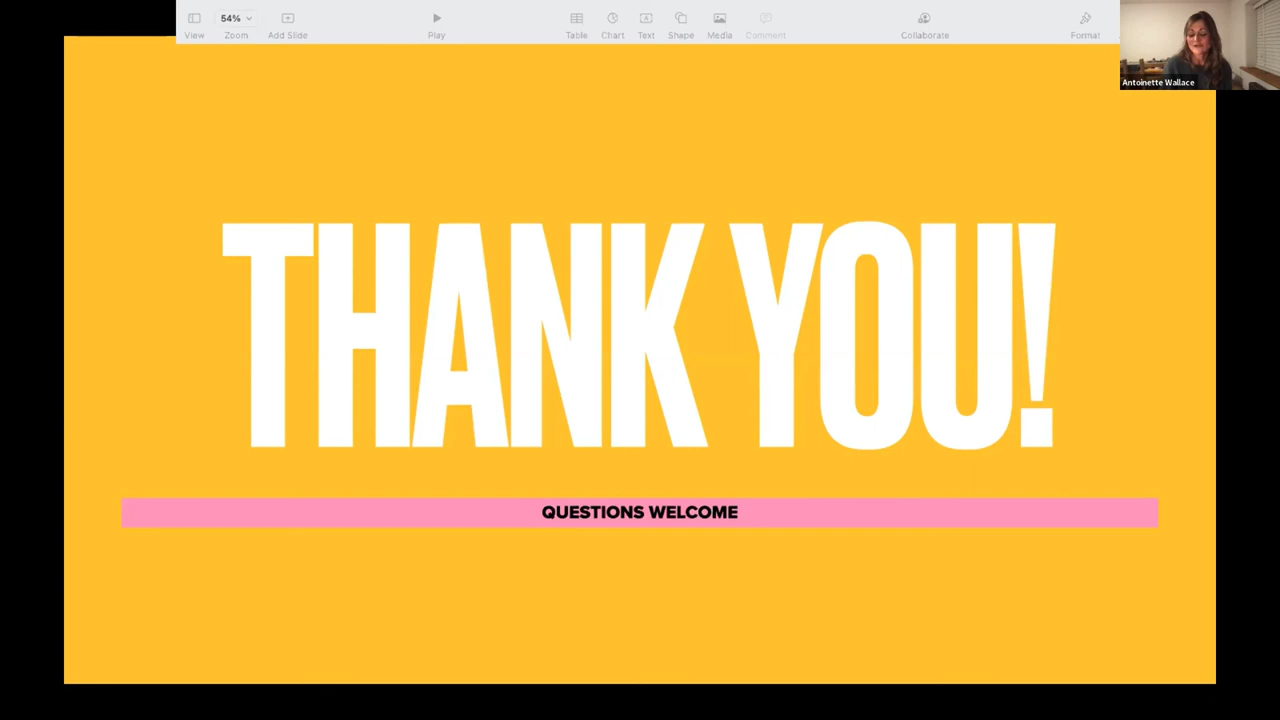 54%
View
Zoom
Add Slide
Play
Table
Chart
Text
Shape
Media
Comment
Collaborate
Format
Antoinette Wallace
THANK YOU!
QUESTIONS WELCOME